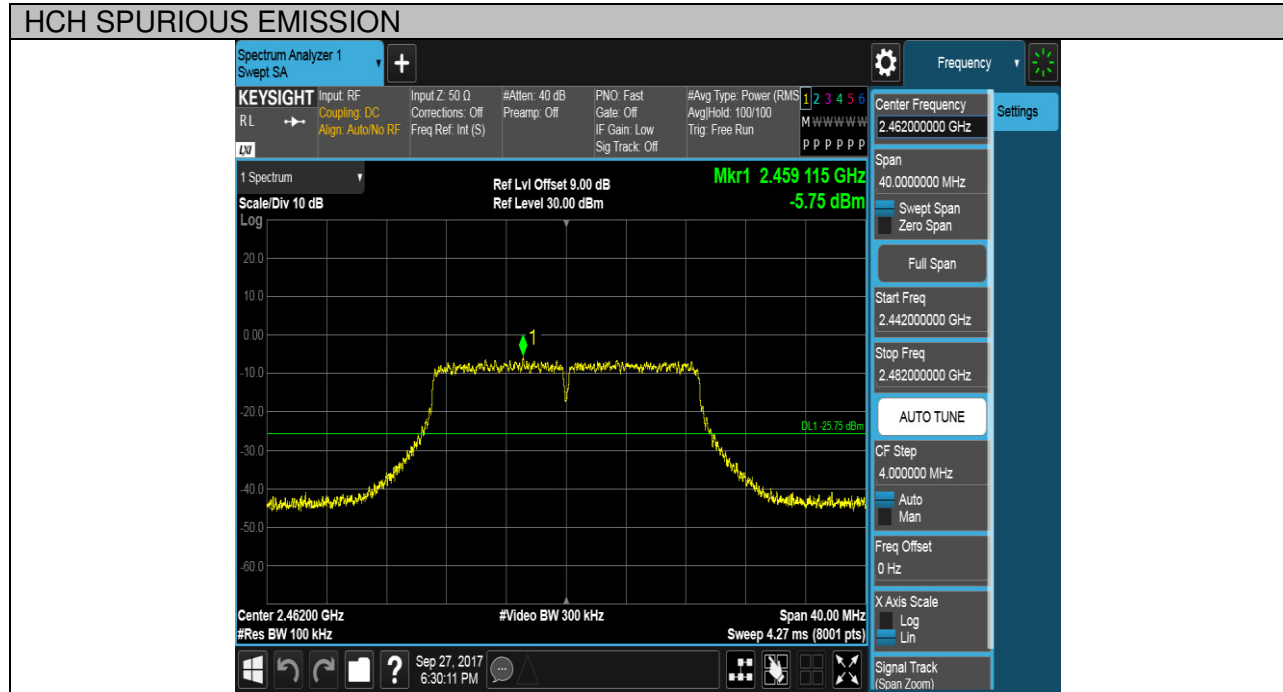 HCH SPURIOUS EMISSION
Spectrum Analyzer 1
Swept SA
+
Frequency
KEYSIGHT
RL
LXI
Input: RF
Coupling: DC
Align: Auto/No RF
Input Z: 50 Ω
Corrections: Off
Freq Ref: Int (S)
#Atten: 40 dB
Preamp: Off
PNO: Fast
Gate: Off
IF Gain: Low
Sig Track: Off
#Avg Type: Power (RMS
Avg|Hold: 100/100
Trig: Free Run
1 2 3 4 5 6
M W W W W W
P P P P P P
Center Frequency
2.462000000 GHz
Settings
1 Spectrum
Scale/Div 10 dB
Ref Lvl Offset 9.00 dB
Ref Level 30.00 dBm
Mkr1 2.459 115 GHz
-5.75 dBm
Log
20.0
10.0
0.00
-10.0
-20.0
-30.0
-40.0
-50.0
-60.0
1
DL1 -25.75 dBm
Center 2.46200 GHz
#Res BW 100 kHz
#Video BW 300 kHz
Span 40.00 MHz
Sweep 4.27 ms (8001 pts)
Span
40.0000000 MHz
Swept Span
Zero Span
Full Span
Start Freq
2.442000000 GHz
Stop Freq
2.482000000 GHz
AUTO TUNE
CF Step
4.000000 MHz
Auto
Man
Freq Offset
0 Hz
X Axis Scale
Log
Lin
Signal Track
(Span Zoom)
?
Sep 27, 2017
6:30:11 PM